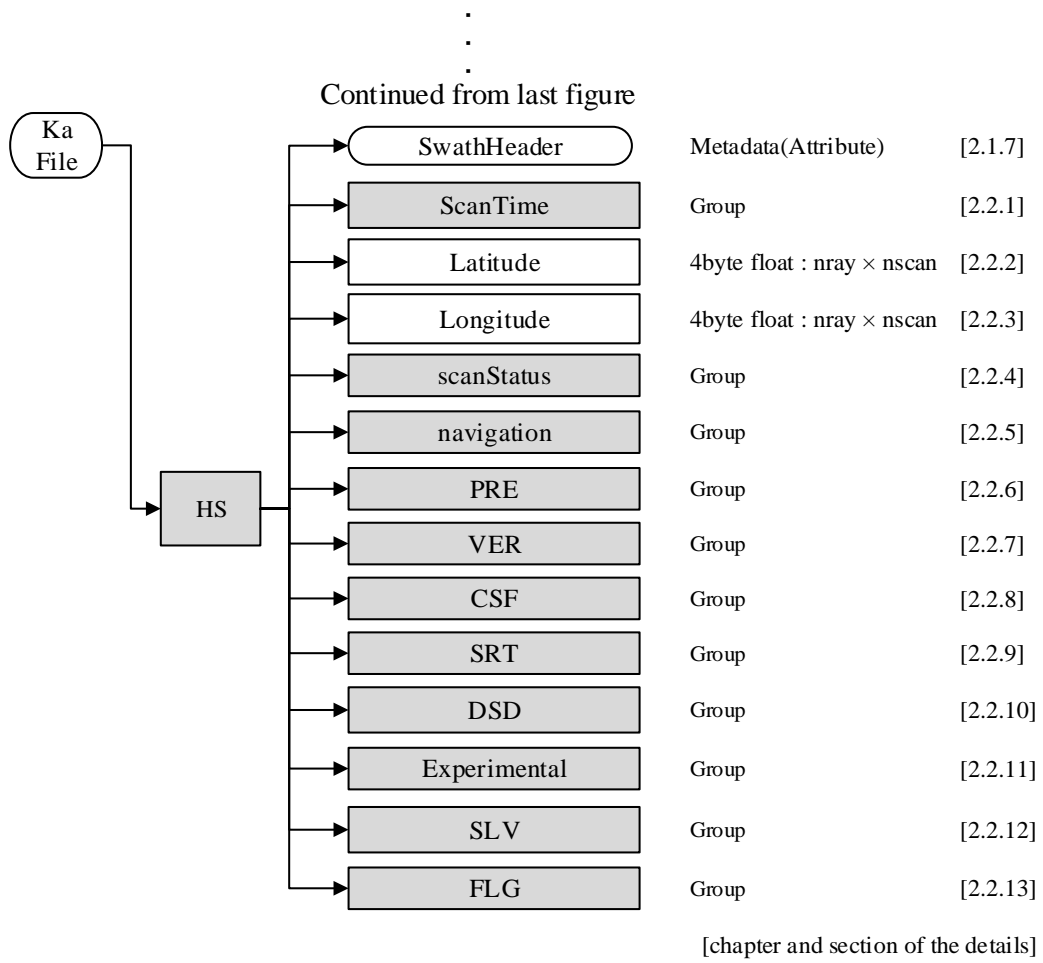 .
.
.
Continued from last figure
Ka
File
SwathHeader Metadata(Attribute) [2.1.7]
ScanTime Group [2.2.1]
Latitude 4byte float : nray × nscan [2.2.2]
Longitude 4byte float : nray × nscan [2.2.3]
scanStatus Group [2.2.4]
navigation Group [2.2.5]
PRE Group [2.2.6]
HS
VER Group [2.2.7]
CSF Group [2.2.8]
SRT Group [2.2.9]
DSD Group [2.2.10]
Experimental Group [2.2.11]
SLV Group [2.2.12]
FLG Group [2.2.13]
[chapter and section of the details]